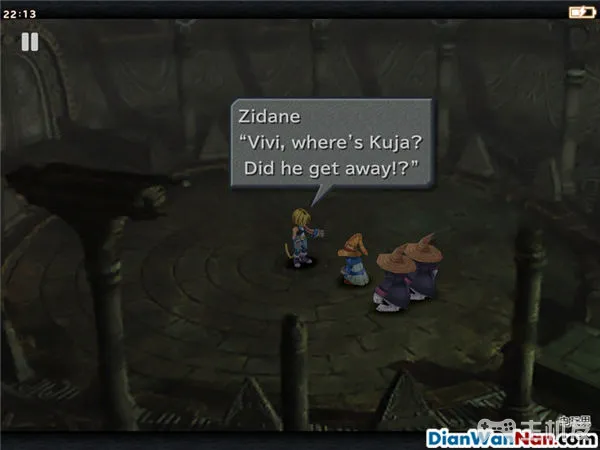 22:13
Zidane
“Vivi, where's Kuja?
Did he get away!?”
DianWanNan.com